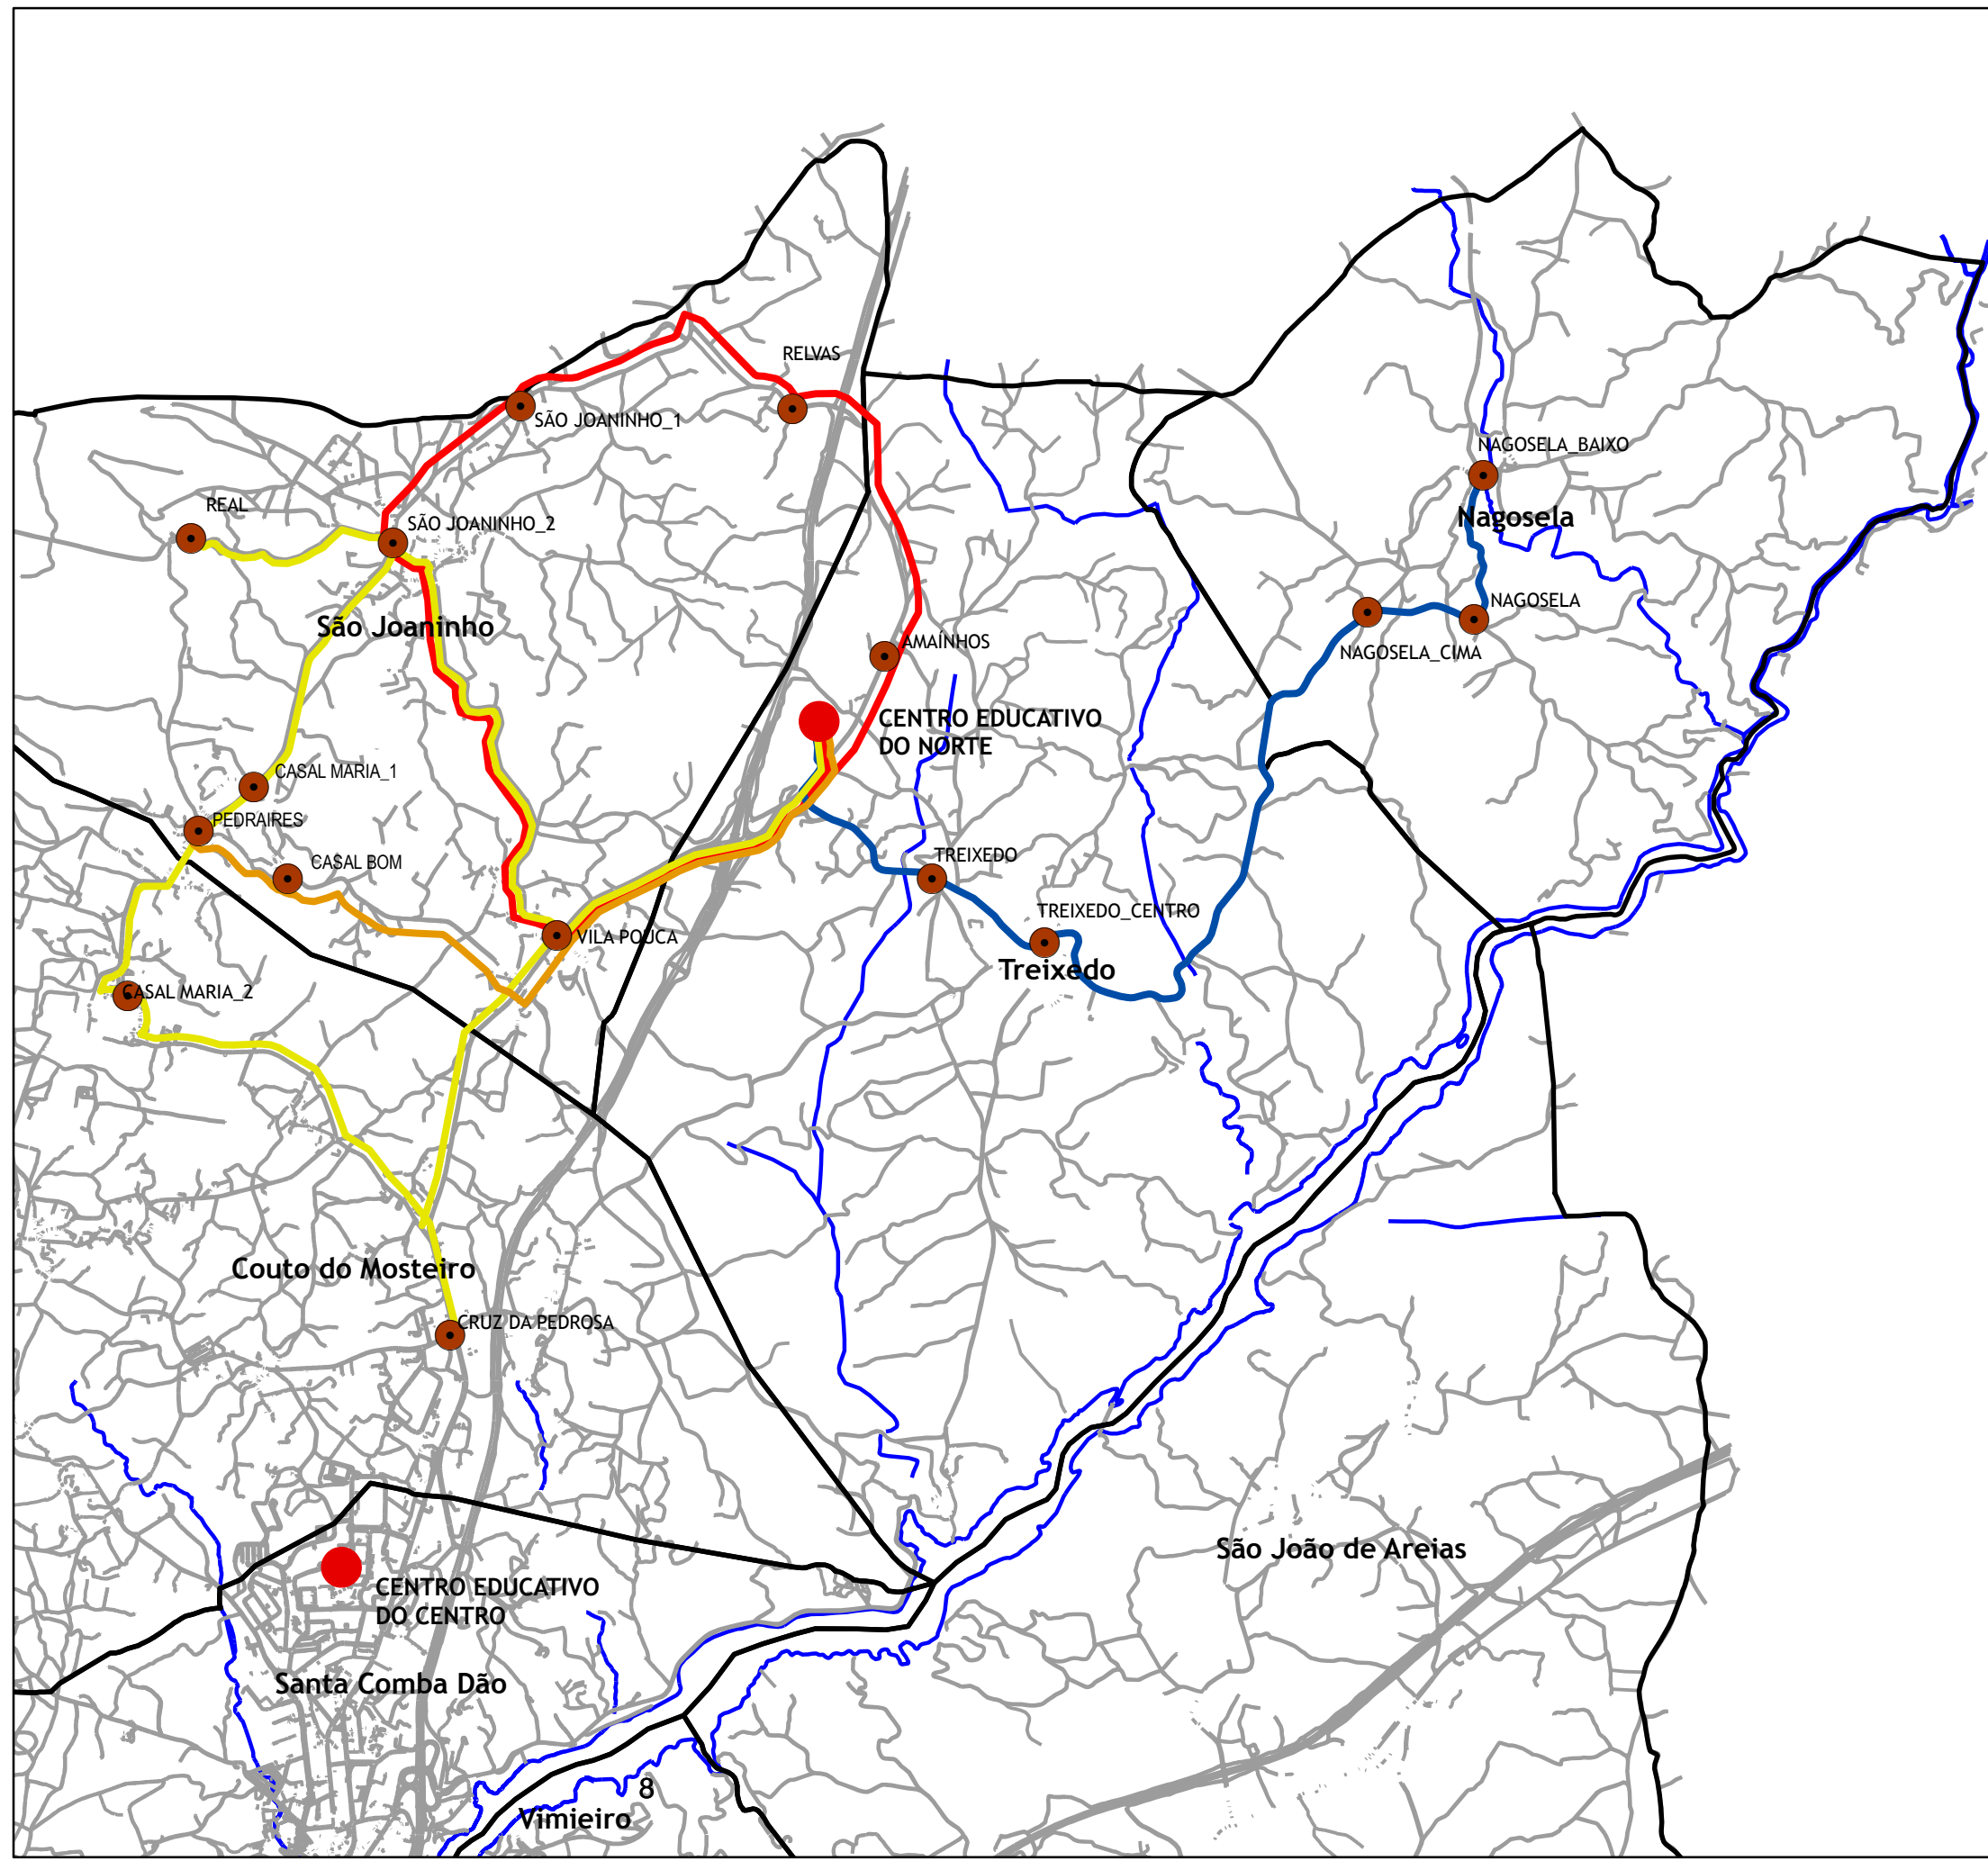 RELVAS
SÃO JOANINHO_1
NAGOSELA_BAIXO
REAL
SÃO JOANINHO_2
Nagosela
NAGOSELA
São Joaninho
AMAÍNHOS
NAGOSELA_CIMA
CENTRO EDUCATIVO
DO NORTE
CASAL MARIA_1
PEDRAIRES
CASAL BOM
TREIXEDO
TREIXEDO_CENTRO
VILA POUCA
Treixedo
CASAL MARIA_2
Couto do Mosteiro
CRUZ DA PEDROSA
São João de Areias
CENTRO EDUCATIVO
DO CENTRO
Santa Comba Dão
8
Vimieiro